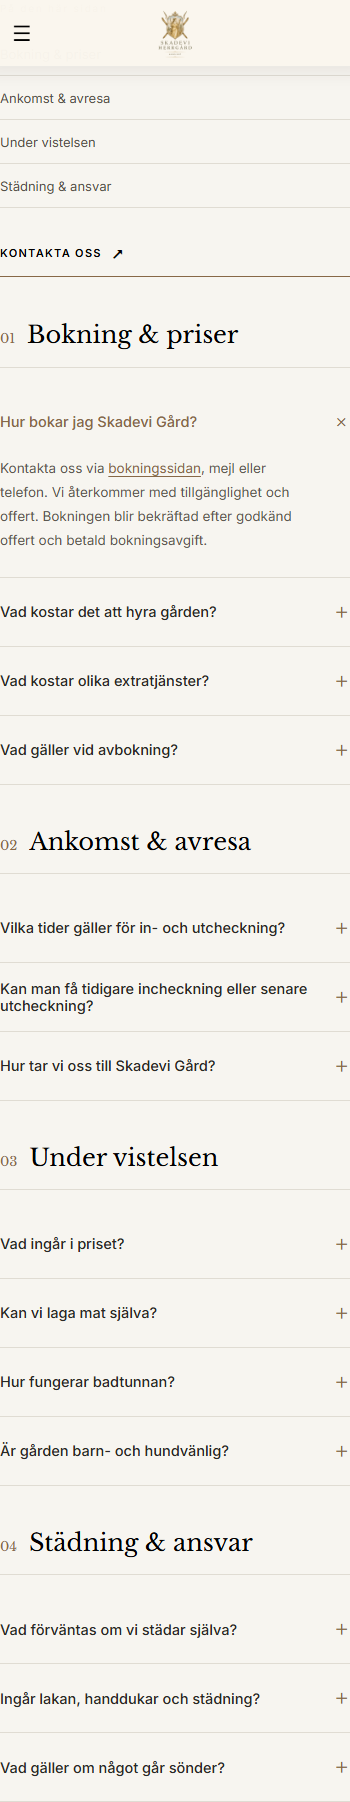 SKADEVI
HERRGÅRD
Ankomst & avresa
Under vistelsen
Städning & ansvar
KONTAKTA OSS ↗
01 Bokning & priser
Hur bokar jag Skadevi Gård?
Kontakta oss via bokningssidan, mejl eller
telefon. Vi återkommer med tillgänglighet och
offert. Bokningen blir bekräftad efter godkänd
offert och betald bokningsavgift.
Vad kostar det att hyra gården?
Vad kostar olika extratjänster?
Vad gäller vid avbokning?
02 Ankomst & avresa
Vilka tider gäller för in- och utcheckning?
Kan man få tidigare incheckning eller senare
utcheckning?
Hur tar vi oss till Skadevi Gård?
03 Under vistelsen
Vad ingår i priset?
Kan vi laga mat själva?
Hur fungerar badtunnan?
Är gården barn- och hundvänlig?
04 Städning & ansvar
Vad förväntas om vi städar själva?
Ingår lakan, handdukar och städning?
Vad gäller om något går sönder?